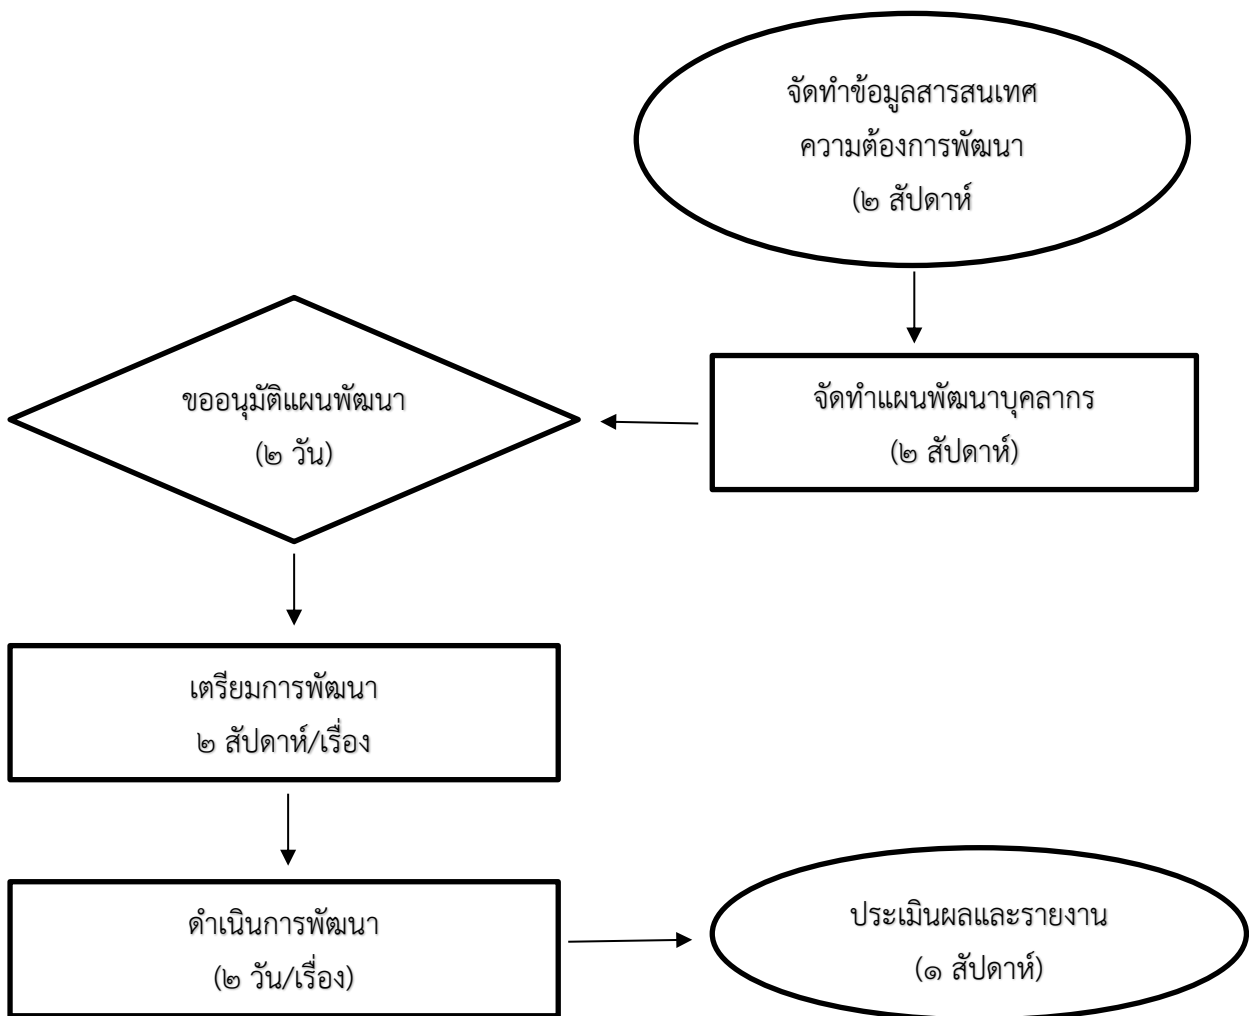 จัดทำข้อมูลสารสนเทศ
ความต้องการพัฒนา
(๒ สัปดาห์
จัดทำแผนพัฒนาบุคลากร
(๒ สัปดาห์)
ขออนุมัติแผนพัฒนา
(๒ วัน)
เตรียมการพัฒนา
๒ สัปดาห์/เรื่อง
ดำเนินการพัฒนา
(๒ วัน/เรื่อง)
ประเมินผลและรายงาน
(๑ สัปดาห์)